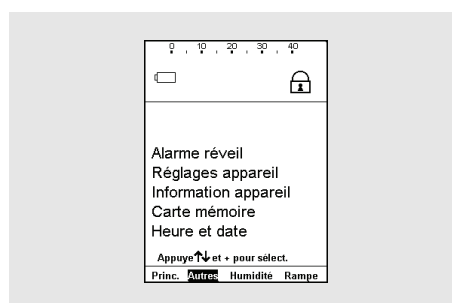 0 10 20 30 40
Alarme réveil
Réglages appareil
Information appareil
Carte mémoire
Heure et date
Appuye↑↓et + pour sélect.
Princ. Autres Humidité Rampe